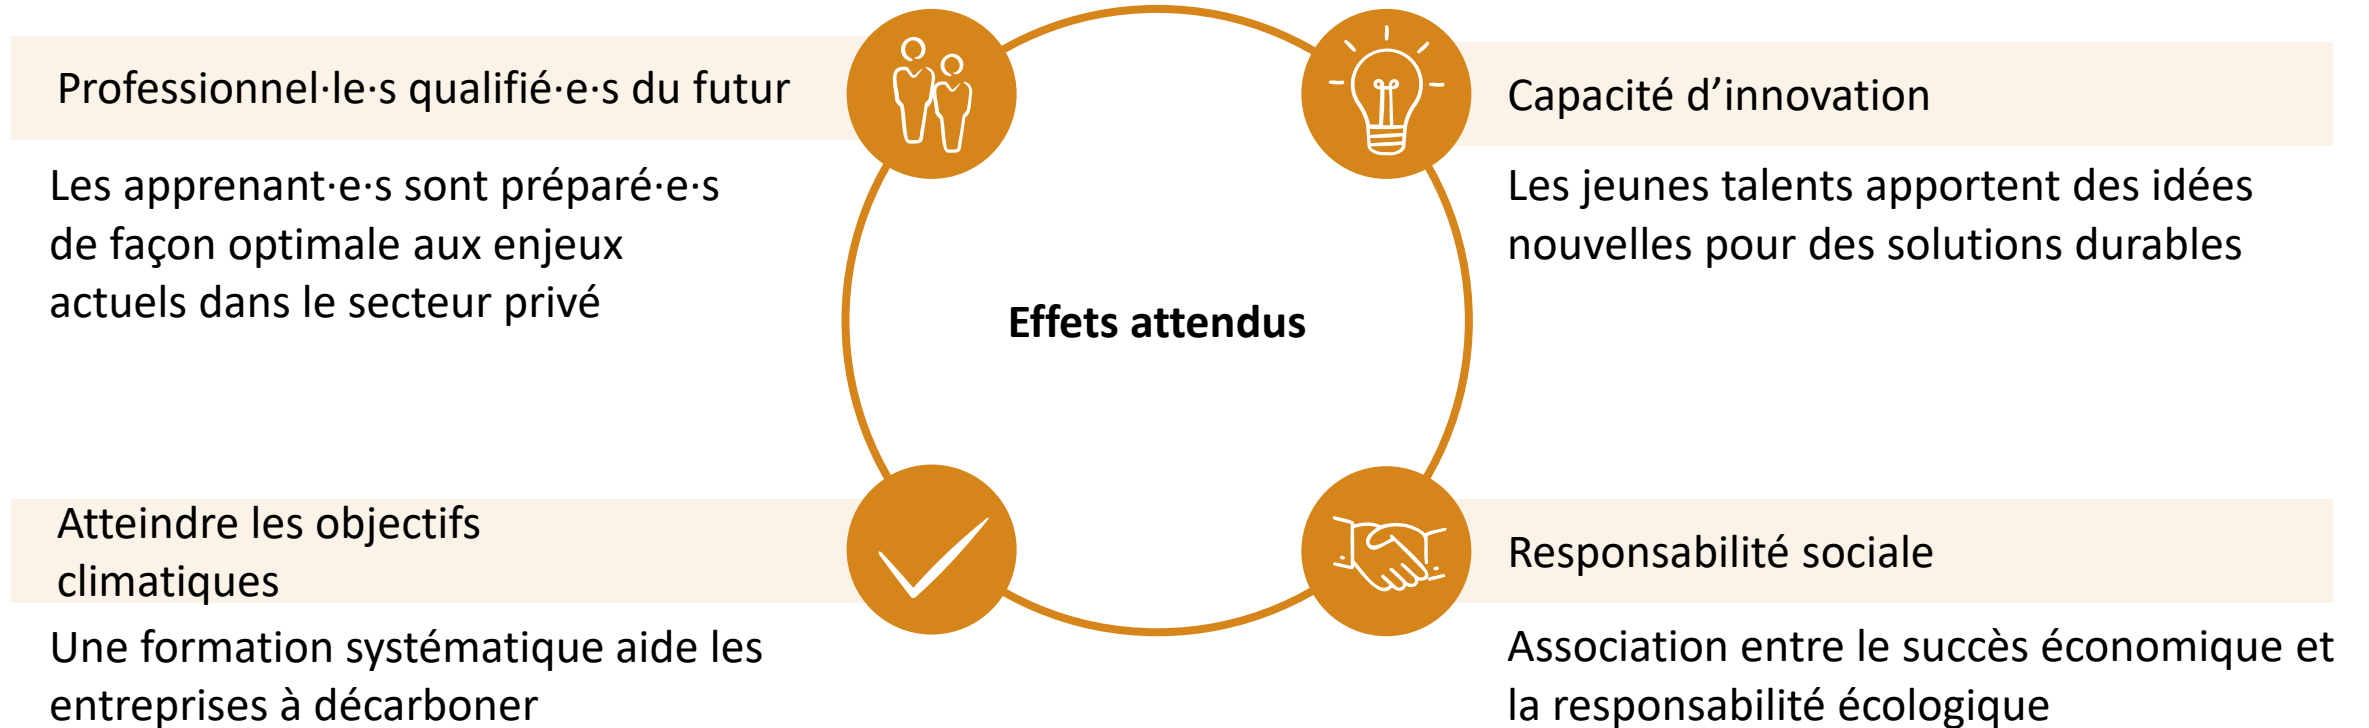 Professionnel·le·s qualifié·e·s du futur
Les apprenant·e·s sont préparé·e·s
de façon optimale aux enjeux
actuels dans le secteur privé
Capacité d’innovation
Les jeunes talents apportent des idées
nouvelles pour des solutions durables
Effets attendus
Atteindre les objectifs
climatiques
Une formation systématique aide les
entreprises à décarboner
Responsabilité sociale
Association entre le succès économique et
la responsabilité écologique